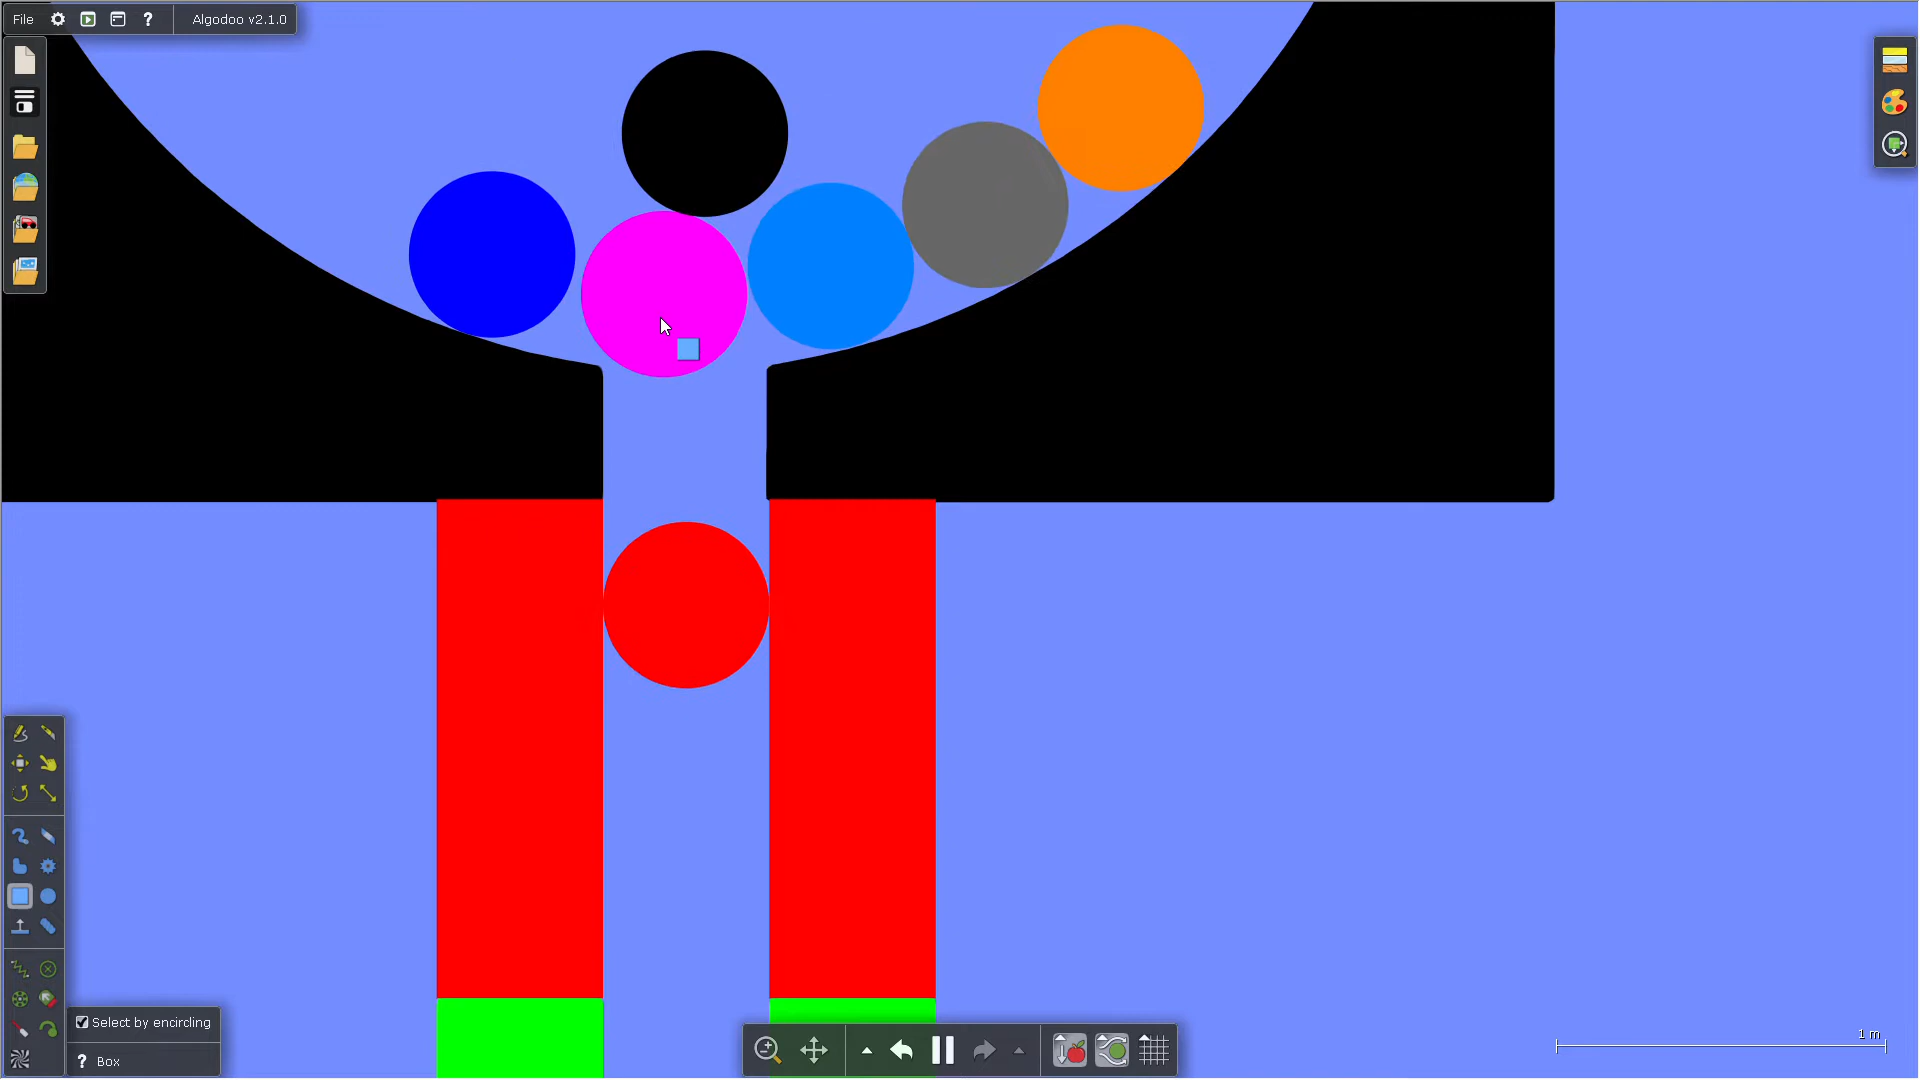 File ? Algodoo v2.1.0
Select by encircling
? Box
1 m